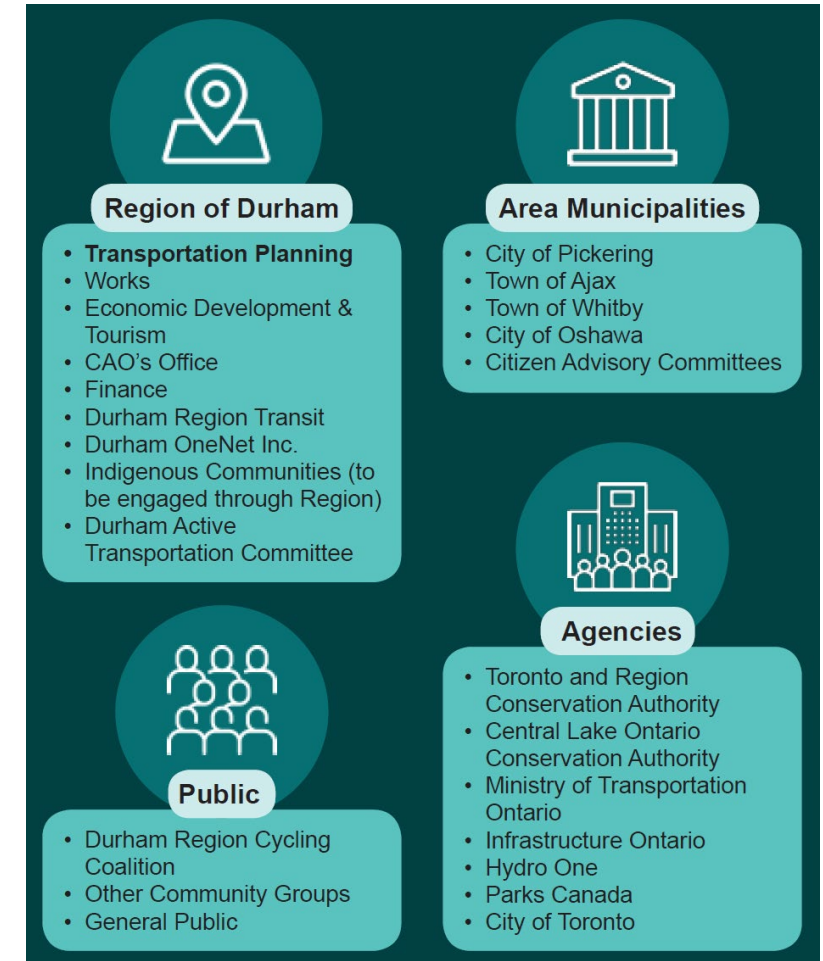 Region of Durham
• Transportation Planning
• Works
• Economic Development &
Tourism
• CAO’s Office
• Finance
• Durham Region Transit
• Durham OneNet Inc.
• Indigenous Communities (to
be engaged through Region)
• Durham Active
Transportation Committee
Area Municipalities
• City of Pickering
• Town of Ajax
• Town of Whitby
• City of Oshawa
• Citizen Advisory Committees
Public
• Durham Region Cycling
Coalition
• Other Community Groups
• General Public
Agencies
• Toronto and Region
Conservation Authority
• Central Lake Ontario
Conservation Authority
• Ministry of Transportation
Ontario
• Infrastructure Ontario
• Hydro One
• Parks Canada
• City of Toronto